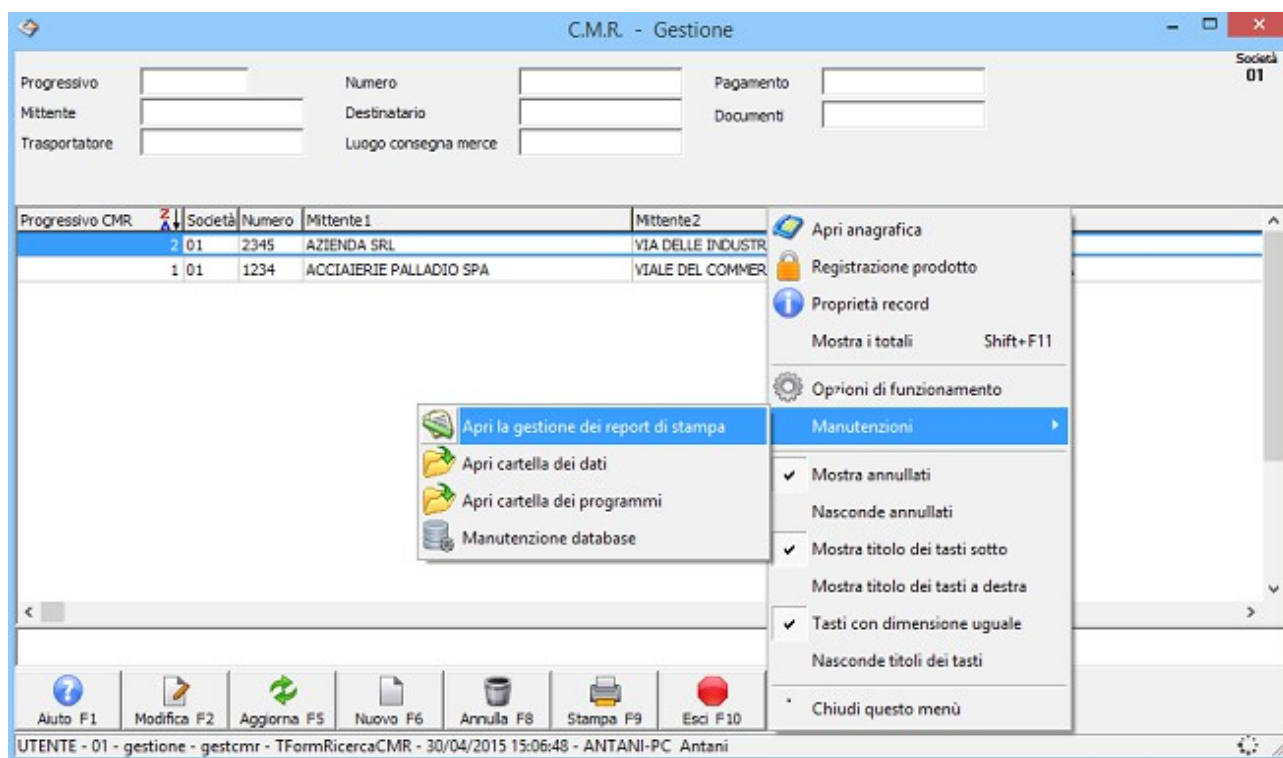 C.M.R. - Gestione
Società
01
Progressivo Numero Pagamento
Mittente Destinatario Documenti
Trasportatore Luogo consegna merce
Progressivo CMR Società Numero Mittente1 Mittente2
2 01 2345 AZIENDA SRL VIA DELLE INDUSTR
1 01 1234 ACCIAIERIE PALLADIO SPA VIALE DEL COMMER
Apri anagrafica
Registrazione prodotto
Proprietà record
Mostra i totali Shift+F11
Opzioni di funzionamento
Manutenzioni
Apri la gestione dei report di stampa
Apri cartella dei dati
Apri cartella dei programmi
Manutenzione database
Mostra annullati
Nasconde annullati
Mostra titolo dei tasti sotto
Mostra titolo dei tasti a destra
Tasti con dimensione uguale
Nasconde titoli dei tasti
Chiudi questo menù
Aiuto F1 Modifica F2 Aggiorna F5 Nuovo F6 Annulla F8 Stampa F9 Esci F10
UTENTE - 01 - gestione - gestcmr - TFormRicercaCMR - 30/04/2015 15:06:48 - ANTANI-PC Antani